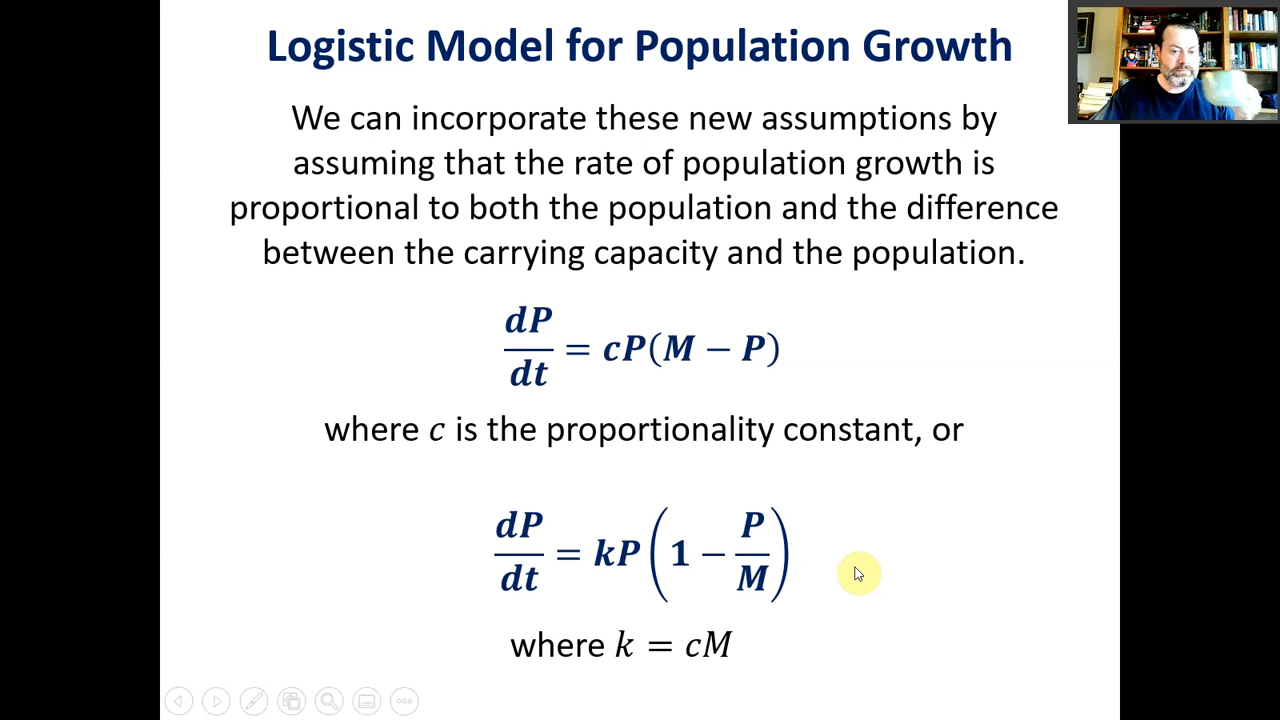 Logistic Model for Population Growth
We can incorporate these new assumptions by
assuming that the rate of population growth is
proportional to both the population and the difference
between the carrying capacity and the population.
dP/dt = cP(M − P)
where c is the proportionality constant, or
dP/dt = kP(1 − P/M)
where k = cM